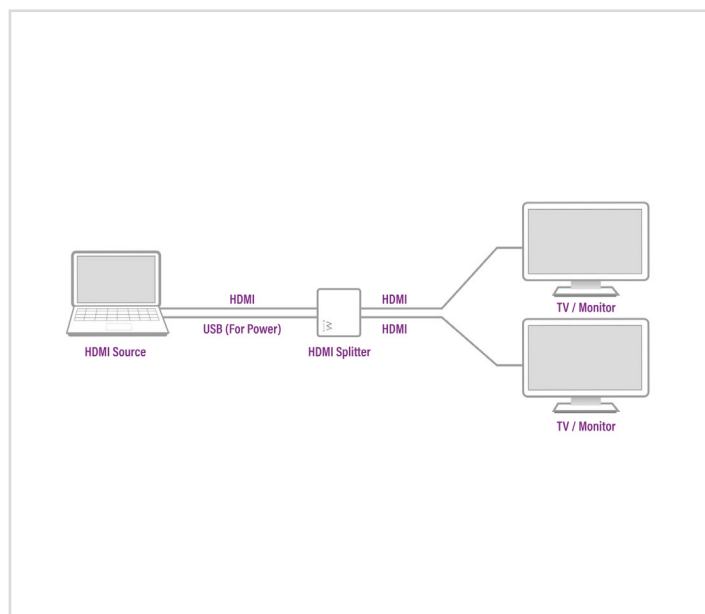 HDMI
HDMI
USB (For Power)
HDMI
HDMI Source
HDMI Splitter
TV / Monitor
TV / Monitor